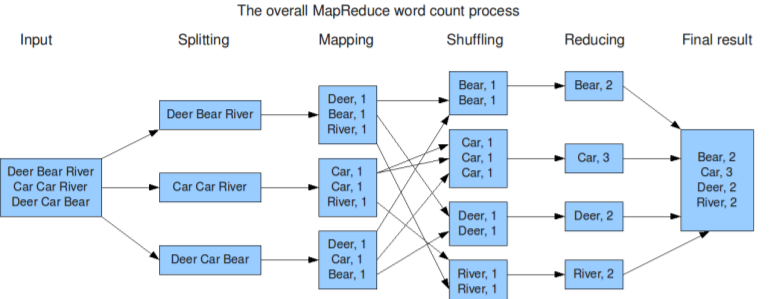 The overall MapReduce word count process
Input
Splitting
Mapping
Shuffling
Reducing
Final result
Deer Bear River
Car Car River
Deer Car Bear
Deer Bear River
Car Car River
Deer Car Bear
Deer, 1
Bear, 1
River, 1
Car, 1
Car, 1
River, 1
Deer, 1
Car, 1
Bear, 1
Bear, 1
Bear, 1
Car, 1
Car, 1
Car, 1
Deer, 1
Deer, 1
River, 1
River, 1
Bear, 2
Car, 3
Deer, 2
River, 2
Bear, 2
Car, 3
Deer, 2
River, 2